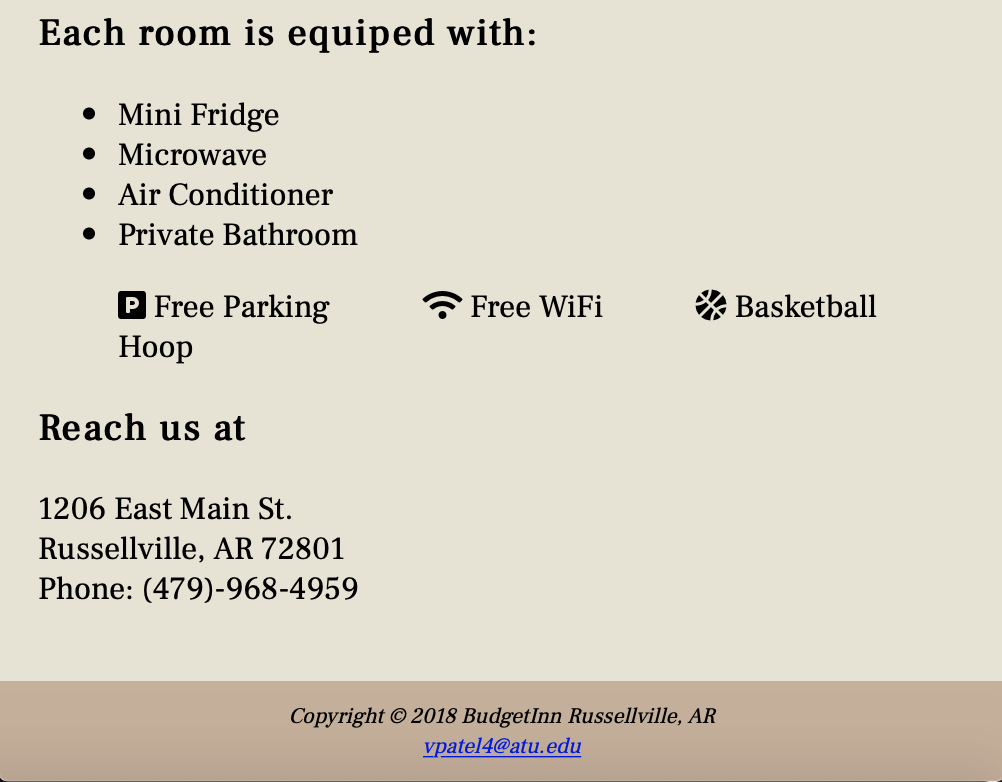 Each room is equiped with:
Mini Fridge
Microwave
Air Conditioner
Private Bathroom
P Free Parking Free WiFi Basketball
Hoop
Reach us at
1206 East Main St.
Russellville, AR 72801
Phone: (479)-968-4959
Copyright © 2018 BudgetInn Russellville, AR
vpatel4@atu.edu